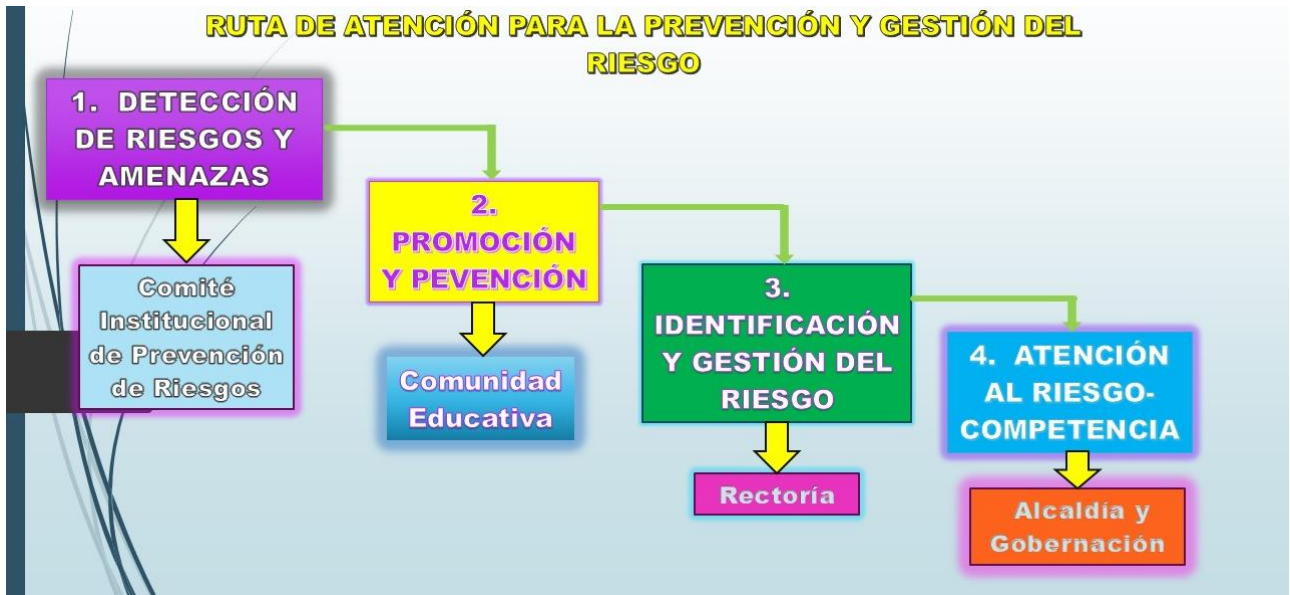 RUTA DE ATENCIÓN PARA LA PREVENCIÓN Y GESTIÓN DEL
RIESGO
1. DETECCIÓN
DE RIESGOS Y
AMENAZAS
Comité
Institucional
de Prevención
de Riesgos
2.
PROMOCIÓN
Y PEVENCIÓN
Comunidad
Educativa
3.
IDENTIFICACIÓN
Y GESTIÓN DEL
RIESGO
Rectoría
4. ATENCIÓN
AL RIESGO-
COMPETENCIA
Alcaldía y
Gobernación